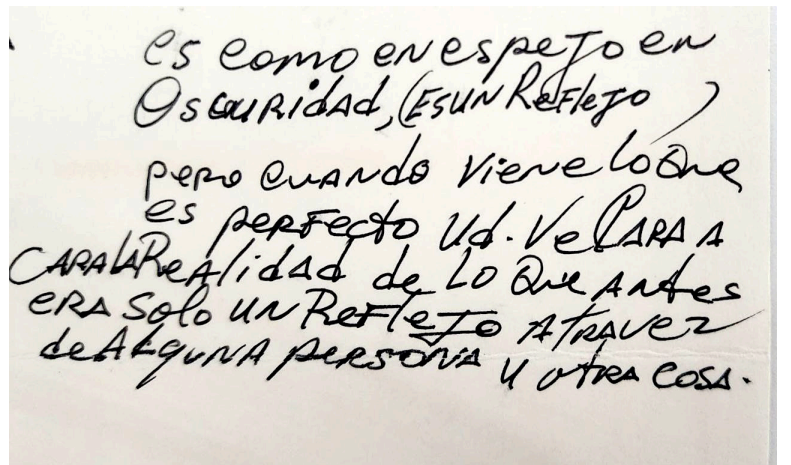 es como en espejo en
Oscuridad, (Es un Reflejo)
pero cuando viene lo que
es perfecto Ud. Ve Cara a
Cara la Realidad de lo que antes
era solo un Reflejo atravez
de alguna persona u otra cosa.